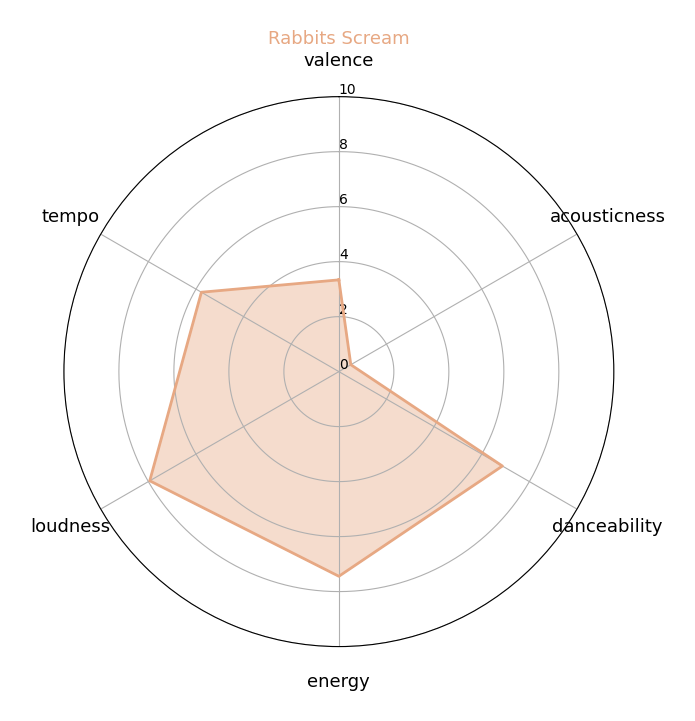 Rabbits Scream
valence
10
8
tempo
acousticness
6
4
2
0
loudness
danceability
energy